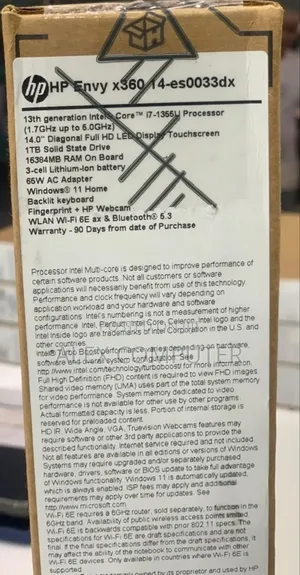 hp HP Envy x360 14-es0033dx
13th generation Intel® Core™ i7-1355U Processor
(1.7GHz up to 5.0GHz)
14.0" Diagonal Full HD LED Display Touchscreen
1TB Solid State Drive
16384MB RAM On Board
3-cell Lithium-ion battery
65W AC Adapter
Windows® 11 Home
Backlit keyboard
Fingerprint + HP Webcam
WLAN Wi-Fi 6E ax & Bluetooth® 5.3
Warranty - 90 Days from date of Purchase
Processor Intel Multi-core is designed to improve performance of
certain software products. Not all customers or software
applications will necessarily benefit from use of this technology.
Performance and clock frequency will vary depending on
application workload and your hardware and software
configurations. Intel's numbering is not a measurement of higher
performance. Intel, Pentium, Intel Core, Celeron, Intel logo and the
Intel Inside logo are trademarks of Intel Corporation in the U.S. and
other countries.
Intel® Turbo Boost performance varies depending on hardware,
software and overall system configuration. See
http://www.intel.com/technology/turboboost/ for more information.
Full High Definition (FHD) content is required to view FHD images.
Shared video memory (UMA) uses part of the total system memory
for video performance. System memory dedicated to video
performance is not available for other use by other programs.
Actual formatted capacity is less. Portion of internal storage is
reserved for preloaded content.
HD IR, Wide Angle, VGA, Truevision Webcams features may
require software or other 3rd party applications to provide the
described functionality. Internet service required and not included.
Not all features are available in all editions or versions of Windows.
Systems may require upgraded and/or separately purchased
hardware, drivers, software or BIOS update to take full advantage
of Windows functionality. Windows 11 is automatically updated,
which is always enabled. ISP fees may apply and additional
requirements may apply over time for updates. See
http://www.microsoft.com
Wi-Fi 6E requires a 6GHz router, sold separately, to function in the
6GHz band. Availability of public wireless access points limited.
Wi-Fi 6E is backwards compatible with prior 802.11 specs. The
specifications for Wi-Fi 6E are draft specifications and are not
final. If the final specifications differ from the draft specifications, it
may affect the ability of the notebook to communicate with other
Wi-Fi 6E devices. Only available in countries where Wi-Fi 6E is
supported.
is a trademark owned by its proprietor and used by HP